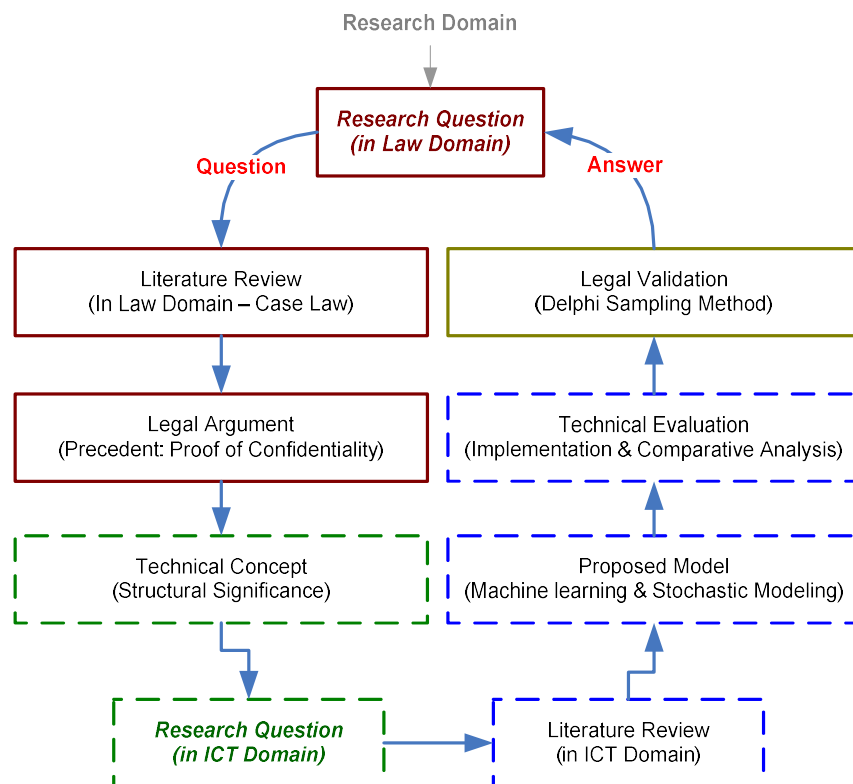 Research Domain
Research Question
(in Law Domain)
Question
Answer
Literature Review
(In Law Domain – Case Law)
Legal Validation
(Delphi Sampling Method)
Legal Argument
(Precedent: Proof of Confidentiality)
Technical Evaluation
(Implementation & Comparative Analysis)
Technical Concept
(Structural Significance)
Proposed Model
(Machine learning & Stochastic Modeling)
Research Question
(in ICT Domain)
Literature Review
(in ICT Domain)